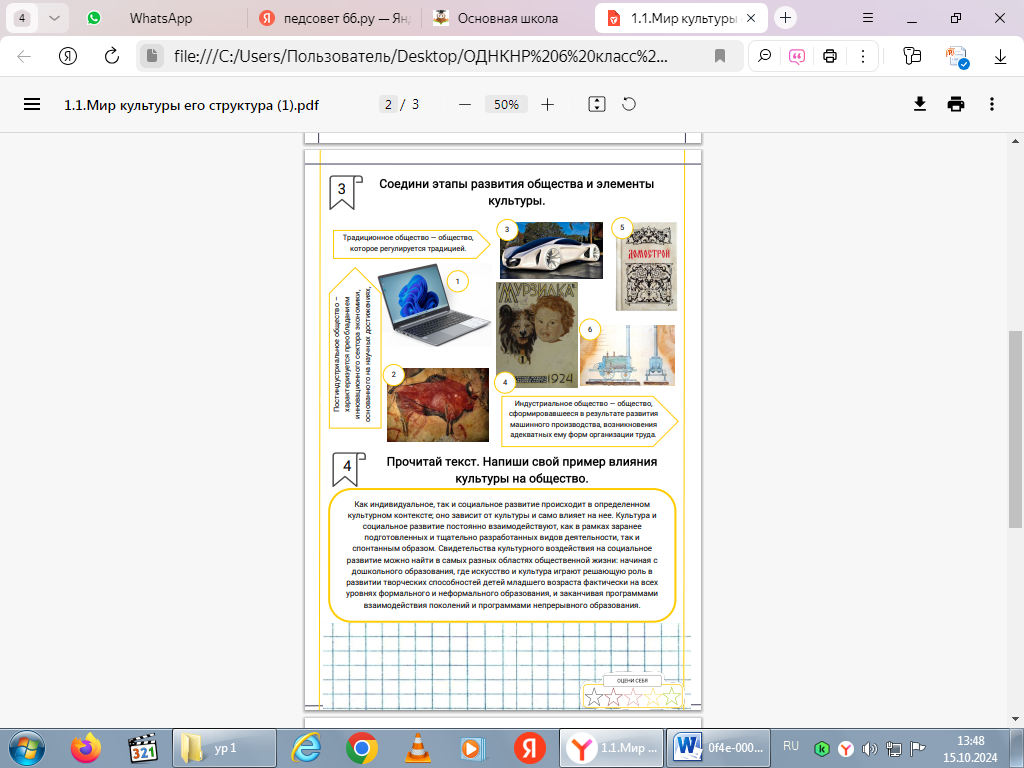 4
WhatsApp
педсовет 66.ру — Ян
Основная школа
1.1.Мир культуры
file:///C:/Users/Пользователь/Desktop/ОДНКНР%206%20класс%2...
1.1.Мир культуры его структура (1).pdf
2 / 3
50%
3
Соедини этапы развития общества и элементы
культуры.
Традиционное общество — общество,
которое регулируется традицией.
3
5
ДОМОСТРОЙ
1
Постиндустриальное общество –
характеризуется преобладанием
инновационного сектора экономики,
основанного на научных достижениях,
МУРЗИЛКА
6
2
4
1924
Индустриальное общество — общество,
сформировавшееся в результате развития
машинного производства, возникновения
адекватных ему форм организации труда.
4
Прочитай текст. Напиши свой пример влияния
культуры на общество.
Как индивидуальное, так и социальное развитие происходит в определенном
культурном контексте; оно зависит от культуры и само влияет на нее. Культура и
социальное развитие постоянно взаимодействуют, как в рамках заранее
подготовленных и тщательно разработанных видов деятельности, так и
спонтанным образом. Свидетельства культурного воздействия на социальное
развитие можно найти в самых разных областях общественной жизни: начиная с
дошкольного образования, где искусство и культура играют решающую роль в
развитии творческих способностей детей младшего возраста фактически на всех
уровнях формального и неформального образования, и заканчивая программами
взаимодействия поколений и программами непрерывного образования.
ОЦЕНИ СЕБЯ
321
ур 1
1.1.Мир ...
0f4e-000...
RU
13:48
15.10.2024